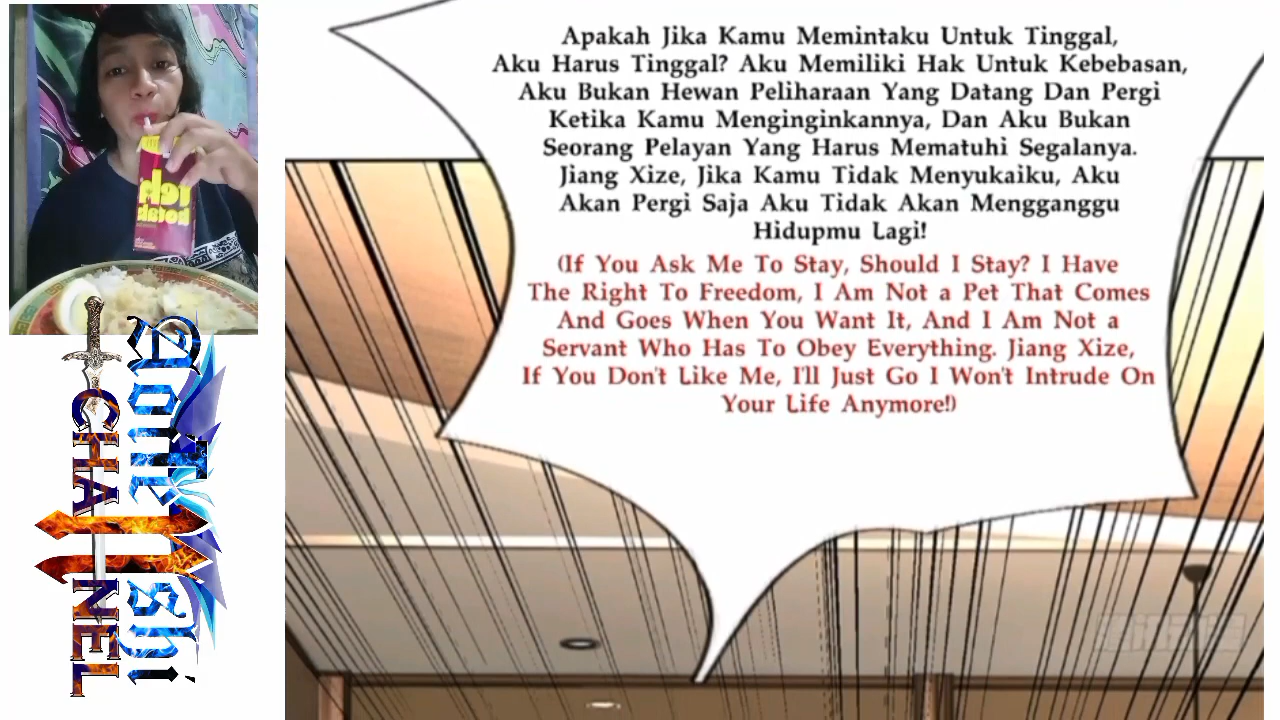 Apakah Jika Kamu Memintaku Untuk Tinggal,
Aku Harus Tinggal? Aku Memiliki Hak Untuk Kebebasan,
Aku Bukan Hewan Peliharaan Yang Datang Dan Pergi
Ketika Kamu Menginginkannya, Dan Aku Bukan
Seorang Pelayan Yang Harus Mematuhi Segalanya.
Jiang Xize, Jika Kamu Tidak Menyukaiku, Aku
Akan Pergi Saja Aku Tidak Akan Mengganggu
Hidupmu Lagi!
(If You Ask Me To Stay, Should I Stay? I Have
The Right To Freedom, I Am Not a Pet That Comes
And Goes When You Want It, And I Am Not a
Servant Who Has To Obey Everything. Jiang Xize,
If You Don't Like Me, I'll Just Go I Won't Intrude On
Your Life Anymore!)
CHANNEL